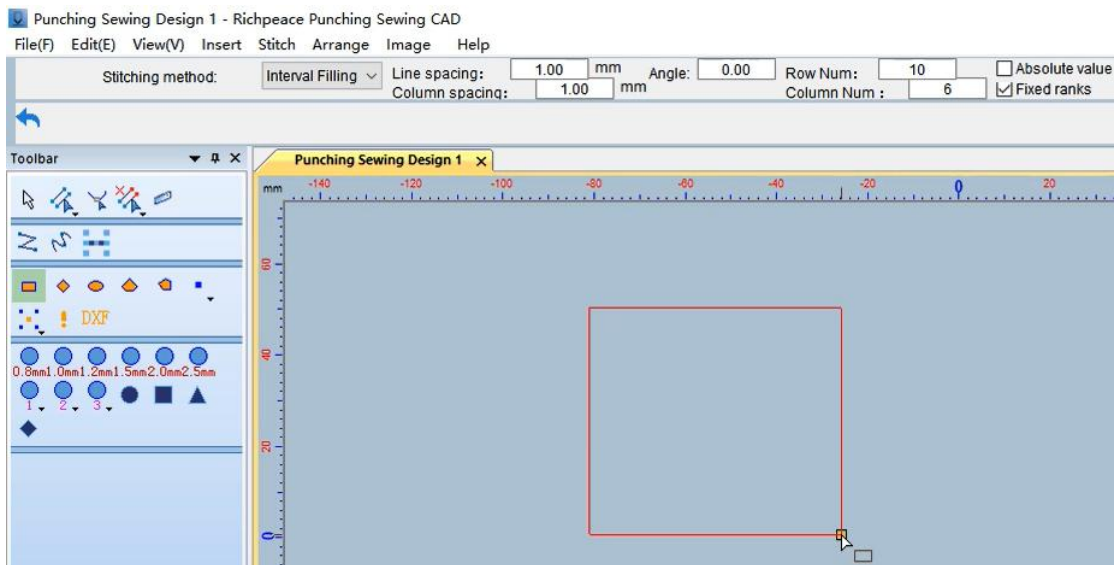 Punching Sewing Design 1 - Richpeace Punching Sewing CAD
File(F) Edit(E) View(V) Insert Stitch Arrange Image Help
Stitching method: Interval Filling Line spacing: 1.00 mm Angle: 0.00 Row Num: 10 Absolute value
Column spacing: 1.00 mm Column Num : 6 Fixed ranks
Toolbar
Punching Sewing Design 1 x
mm -140 -120 -100 -80 -60 -40 -20 0 20
60
DXF
40
0.8mm1.0mm1.2mm1.5mm2.0mm2.5mm
1 2 3
20
0